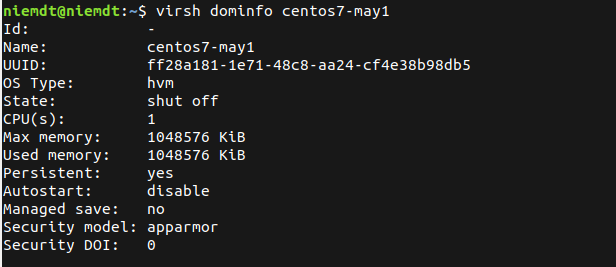 niemdt@niemdt:~$ virsh dominfo centos7-may1
Id:             -
Name:           centos7-may1
UUID:           ff28a181-1e71-48c8-aa24-cf4e38b98db5
OS Type:        hvm
State:          shut off
CPU(s):         1
Max memory:     1048576 KiB
Used memory:    1048576 KiB
Persistent:     yes
Autostart:      disable
Managed save:   no
Security model: apparmor
Security DOI:   0